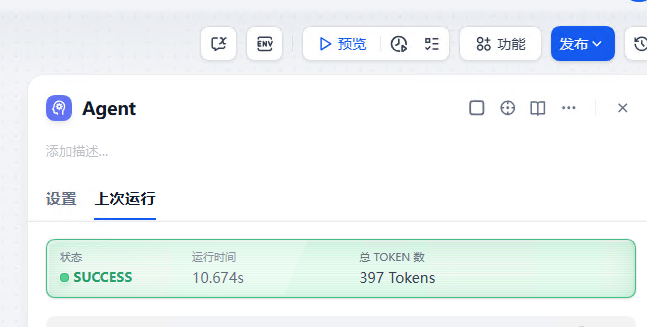 ENV 预览 功能 发布
Agent
添加描述...
设置 上次运行
状态 运行时间 总 TOKEN 数
SUCCESS 10.674s 397 Tokens